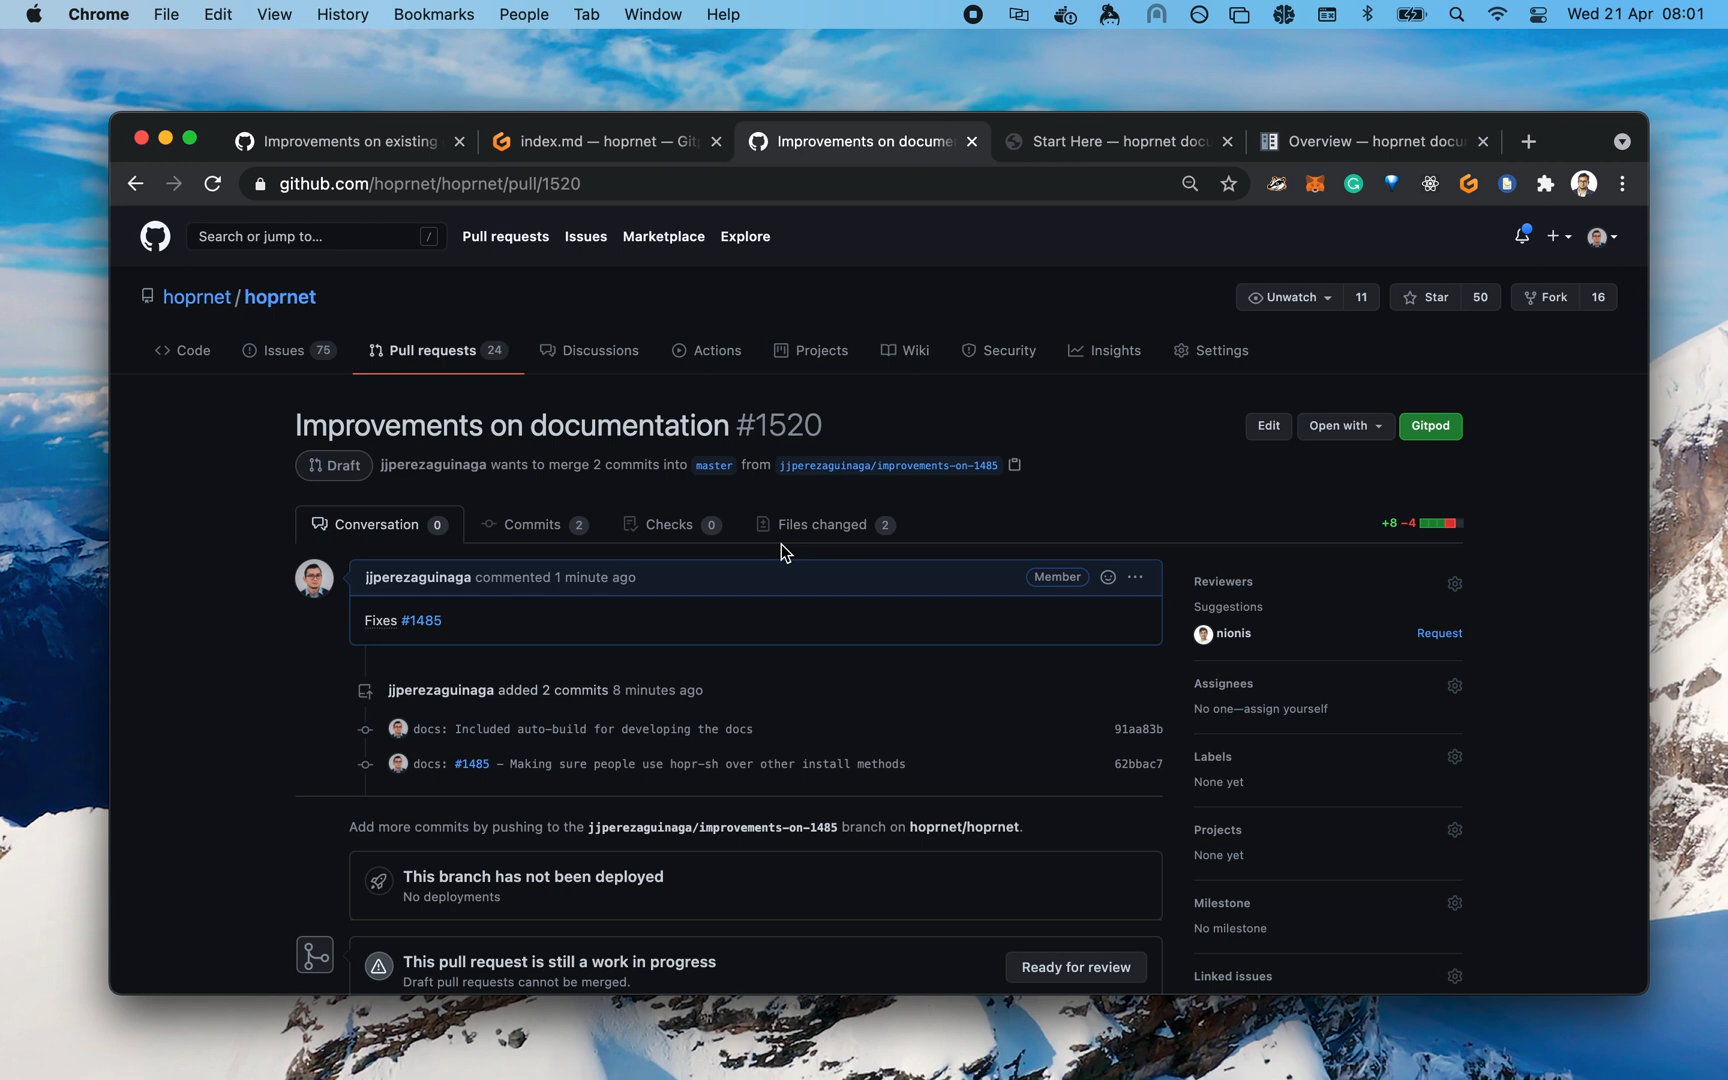 Chrome File Edit View History Bookmarks People Tab Window Help Wed 21 Apr 08:01
Improvements on existing index.md — hoprnet — Git Improvements on docume Start Here — hoprnet doc Overview — hoprnet docu
github.com/hoprnet/hoprnet/pull/1520
Search or jump to... / Pull requests Issues Marketplace Explore
hoprnet / hoprnet Unwatch 11 Star 50 Fork 16
Code Issues 75 Pull requests 24 Discussions Actions Projects Wiki Security Insights Settings
Improvements on documentation #1520 Edit Open with Gitpod
Draft jjperezaguinaga wants to merge 2 commits into master from jjperezaguinaga/improvements-on-1485
Conversation 0 Commits 2 Checks 0 Files changed 2 +8 −4
jjperezaguinaga commented 1 minute ago Member
Fixes #1485
jjperezaguinaga added 2 commits 8 minutes ago
docs: Included auto-build for developing the docs 91aa83b
docs: #1485 - Making sure people use hopr-sh over other install methods 62bbac7
Add more commits by pushing to the jjperezaguinaga/improvements-on-1485 branch on hoprnet/hoprnet.
This branch has not been deployed
No deployments
This pull request is still a work in progress
Draft pull requests cannot be merged.
Ready for review
Reviewers
Suggestions
nionis Request
Assignees
No one—assign yourself
Labels
None yet
Projects
None yet
Milestone
No milestone
Linked issues